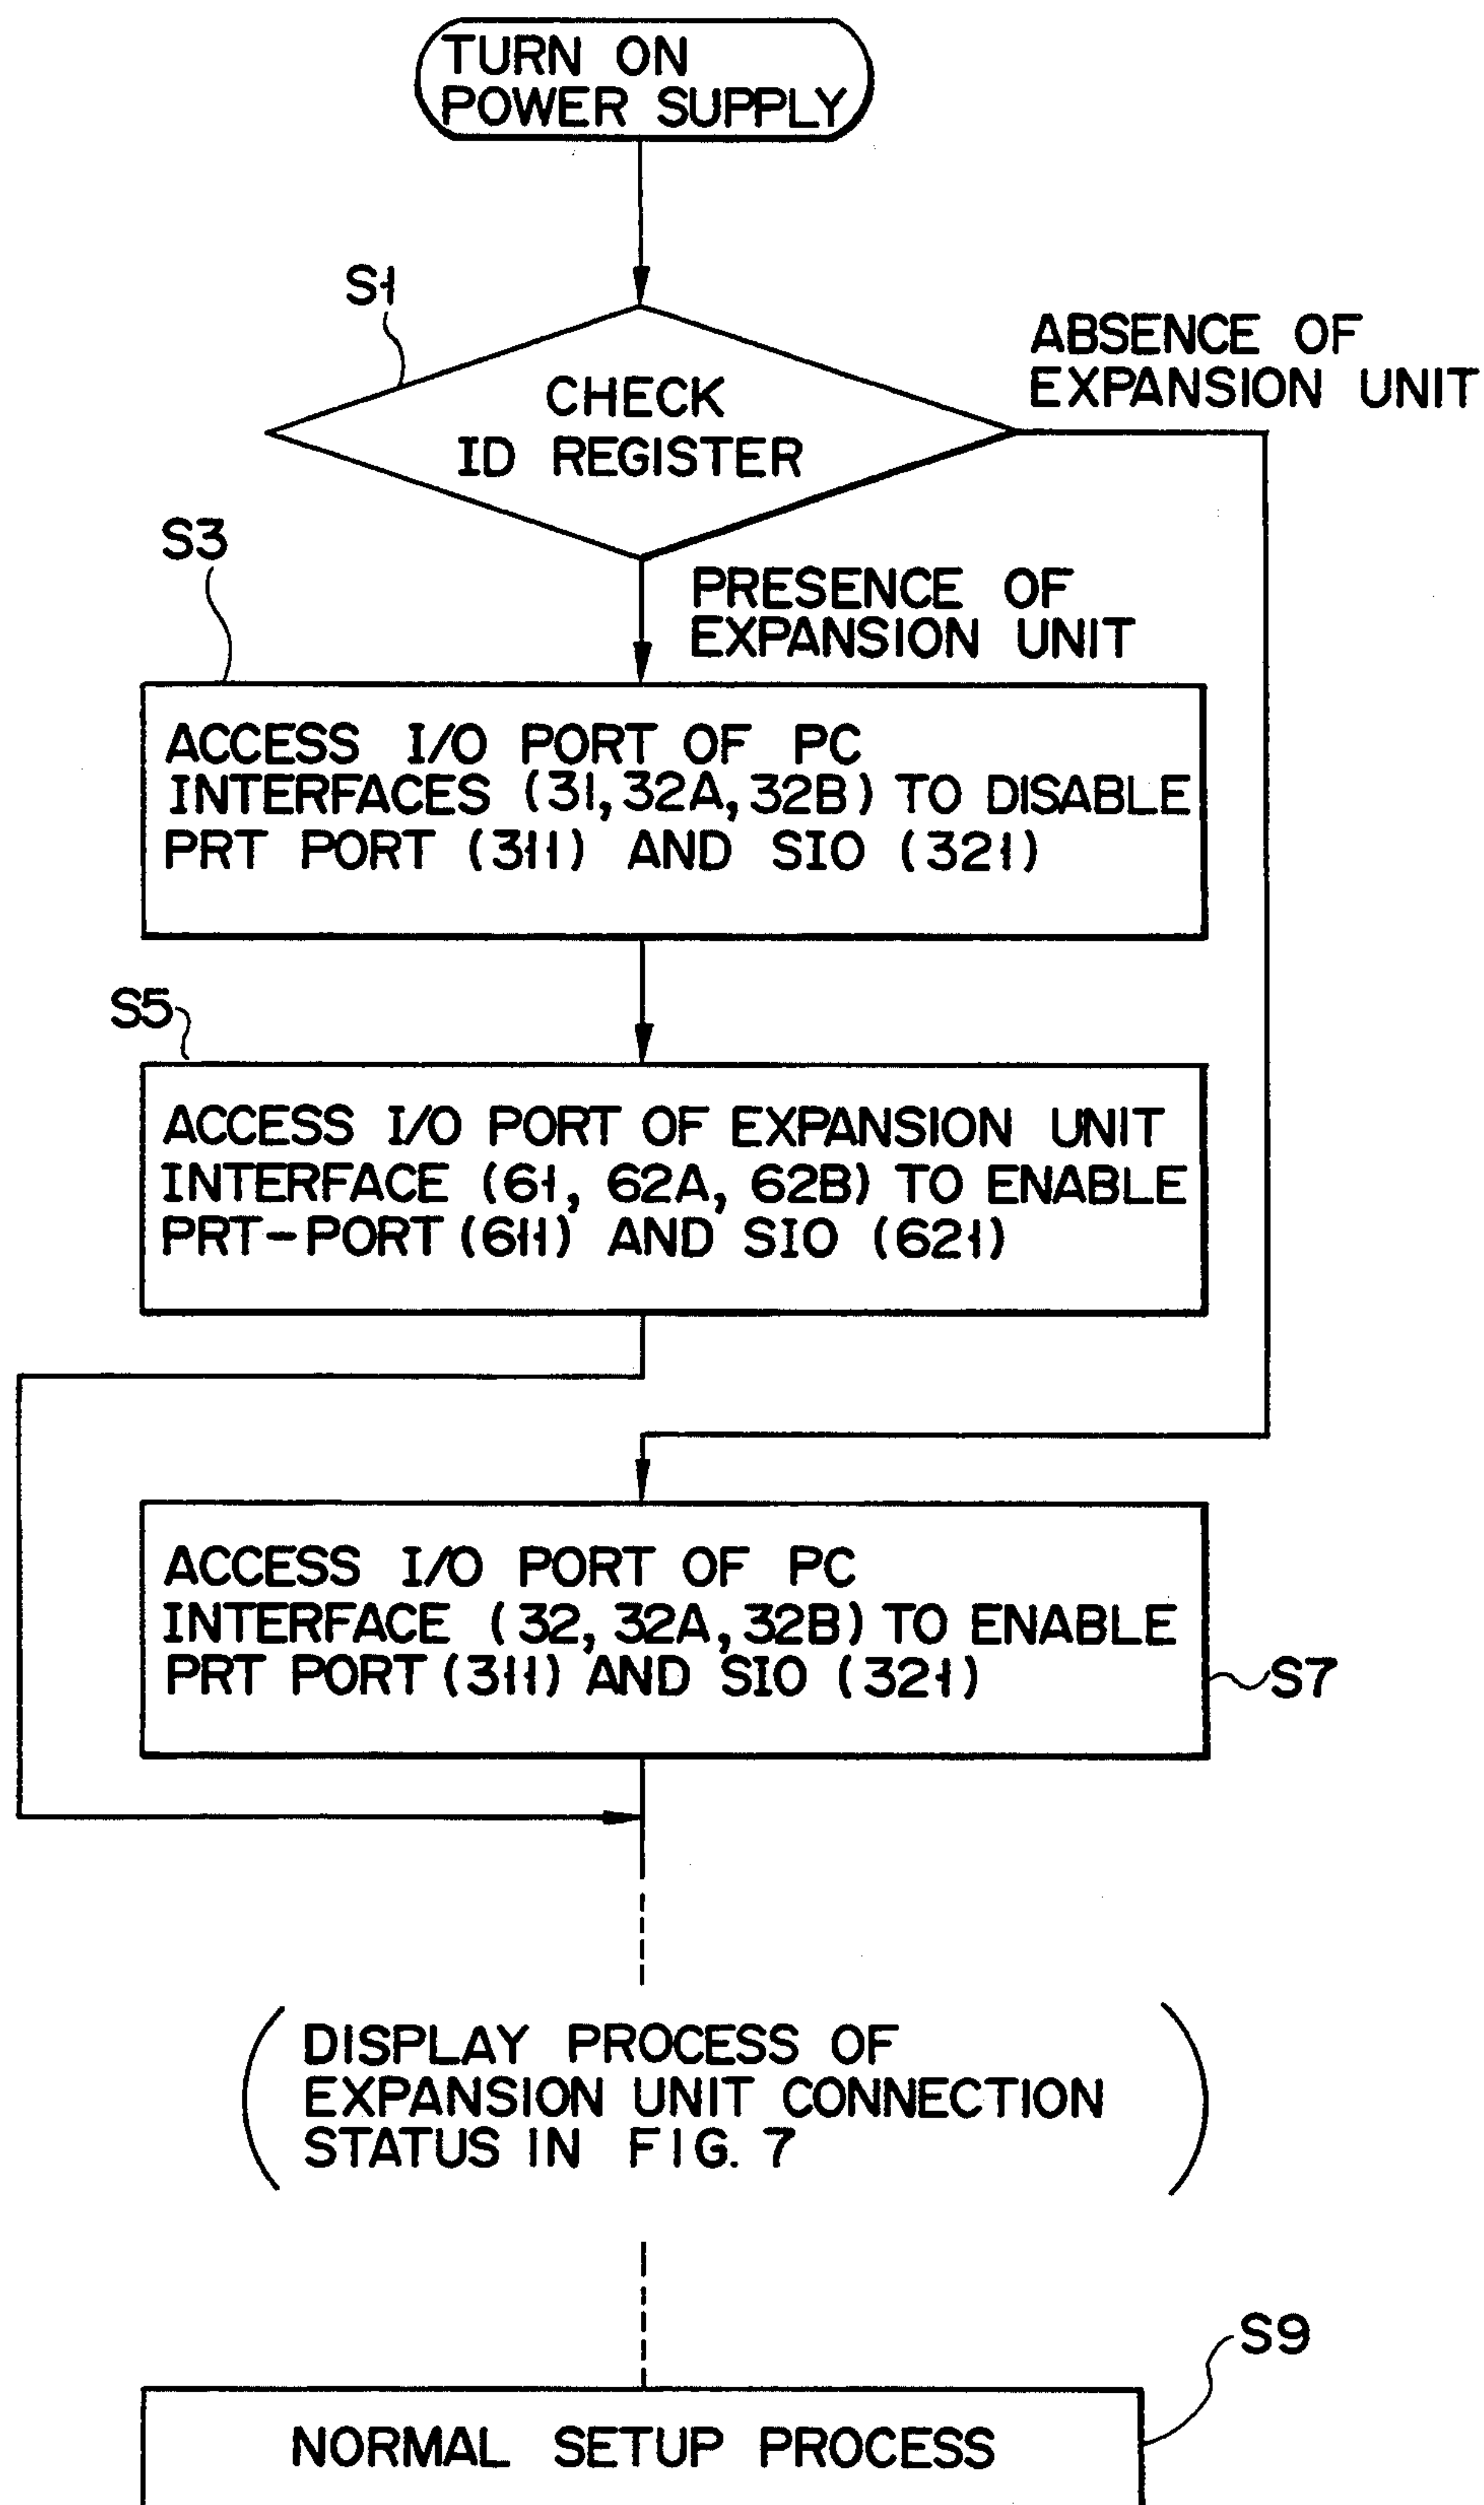 TURN ON
POWER SUPPLY
S1
CHECK
ID REGISTER
ABSENCE OF
EXPANSION UNIT
S3
PRESENCE OF
EXPANSION UNIT
ACCESS I/O PORT OF PC
INTERFACES (31,32A,32B) TO DISABLE
PRT PORT (311) AND SIO (321)
S5
ACCESS I/O PORT OF EXPANSION UNIT
INTERFACE (61, 62A, 62B) TO ENABLE
PRT-PORT (611) AND SIO (621)
ACCESS I/O PORT OF PC
INTERFACE (32, 32A, 32B) TO ENABLE
PRT PORT (311) AND SIO (321)
S7
(DISPLAY PROCESS OF
EXPANSION UNIT CONNECTION
STATUS IN FIG. 7)
S9
NORMAL SETUP PROCESS